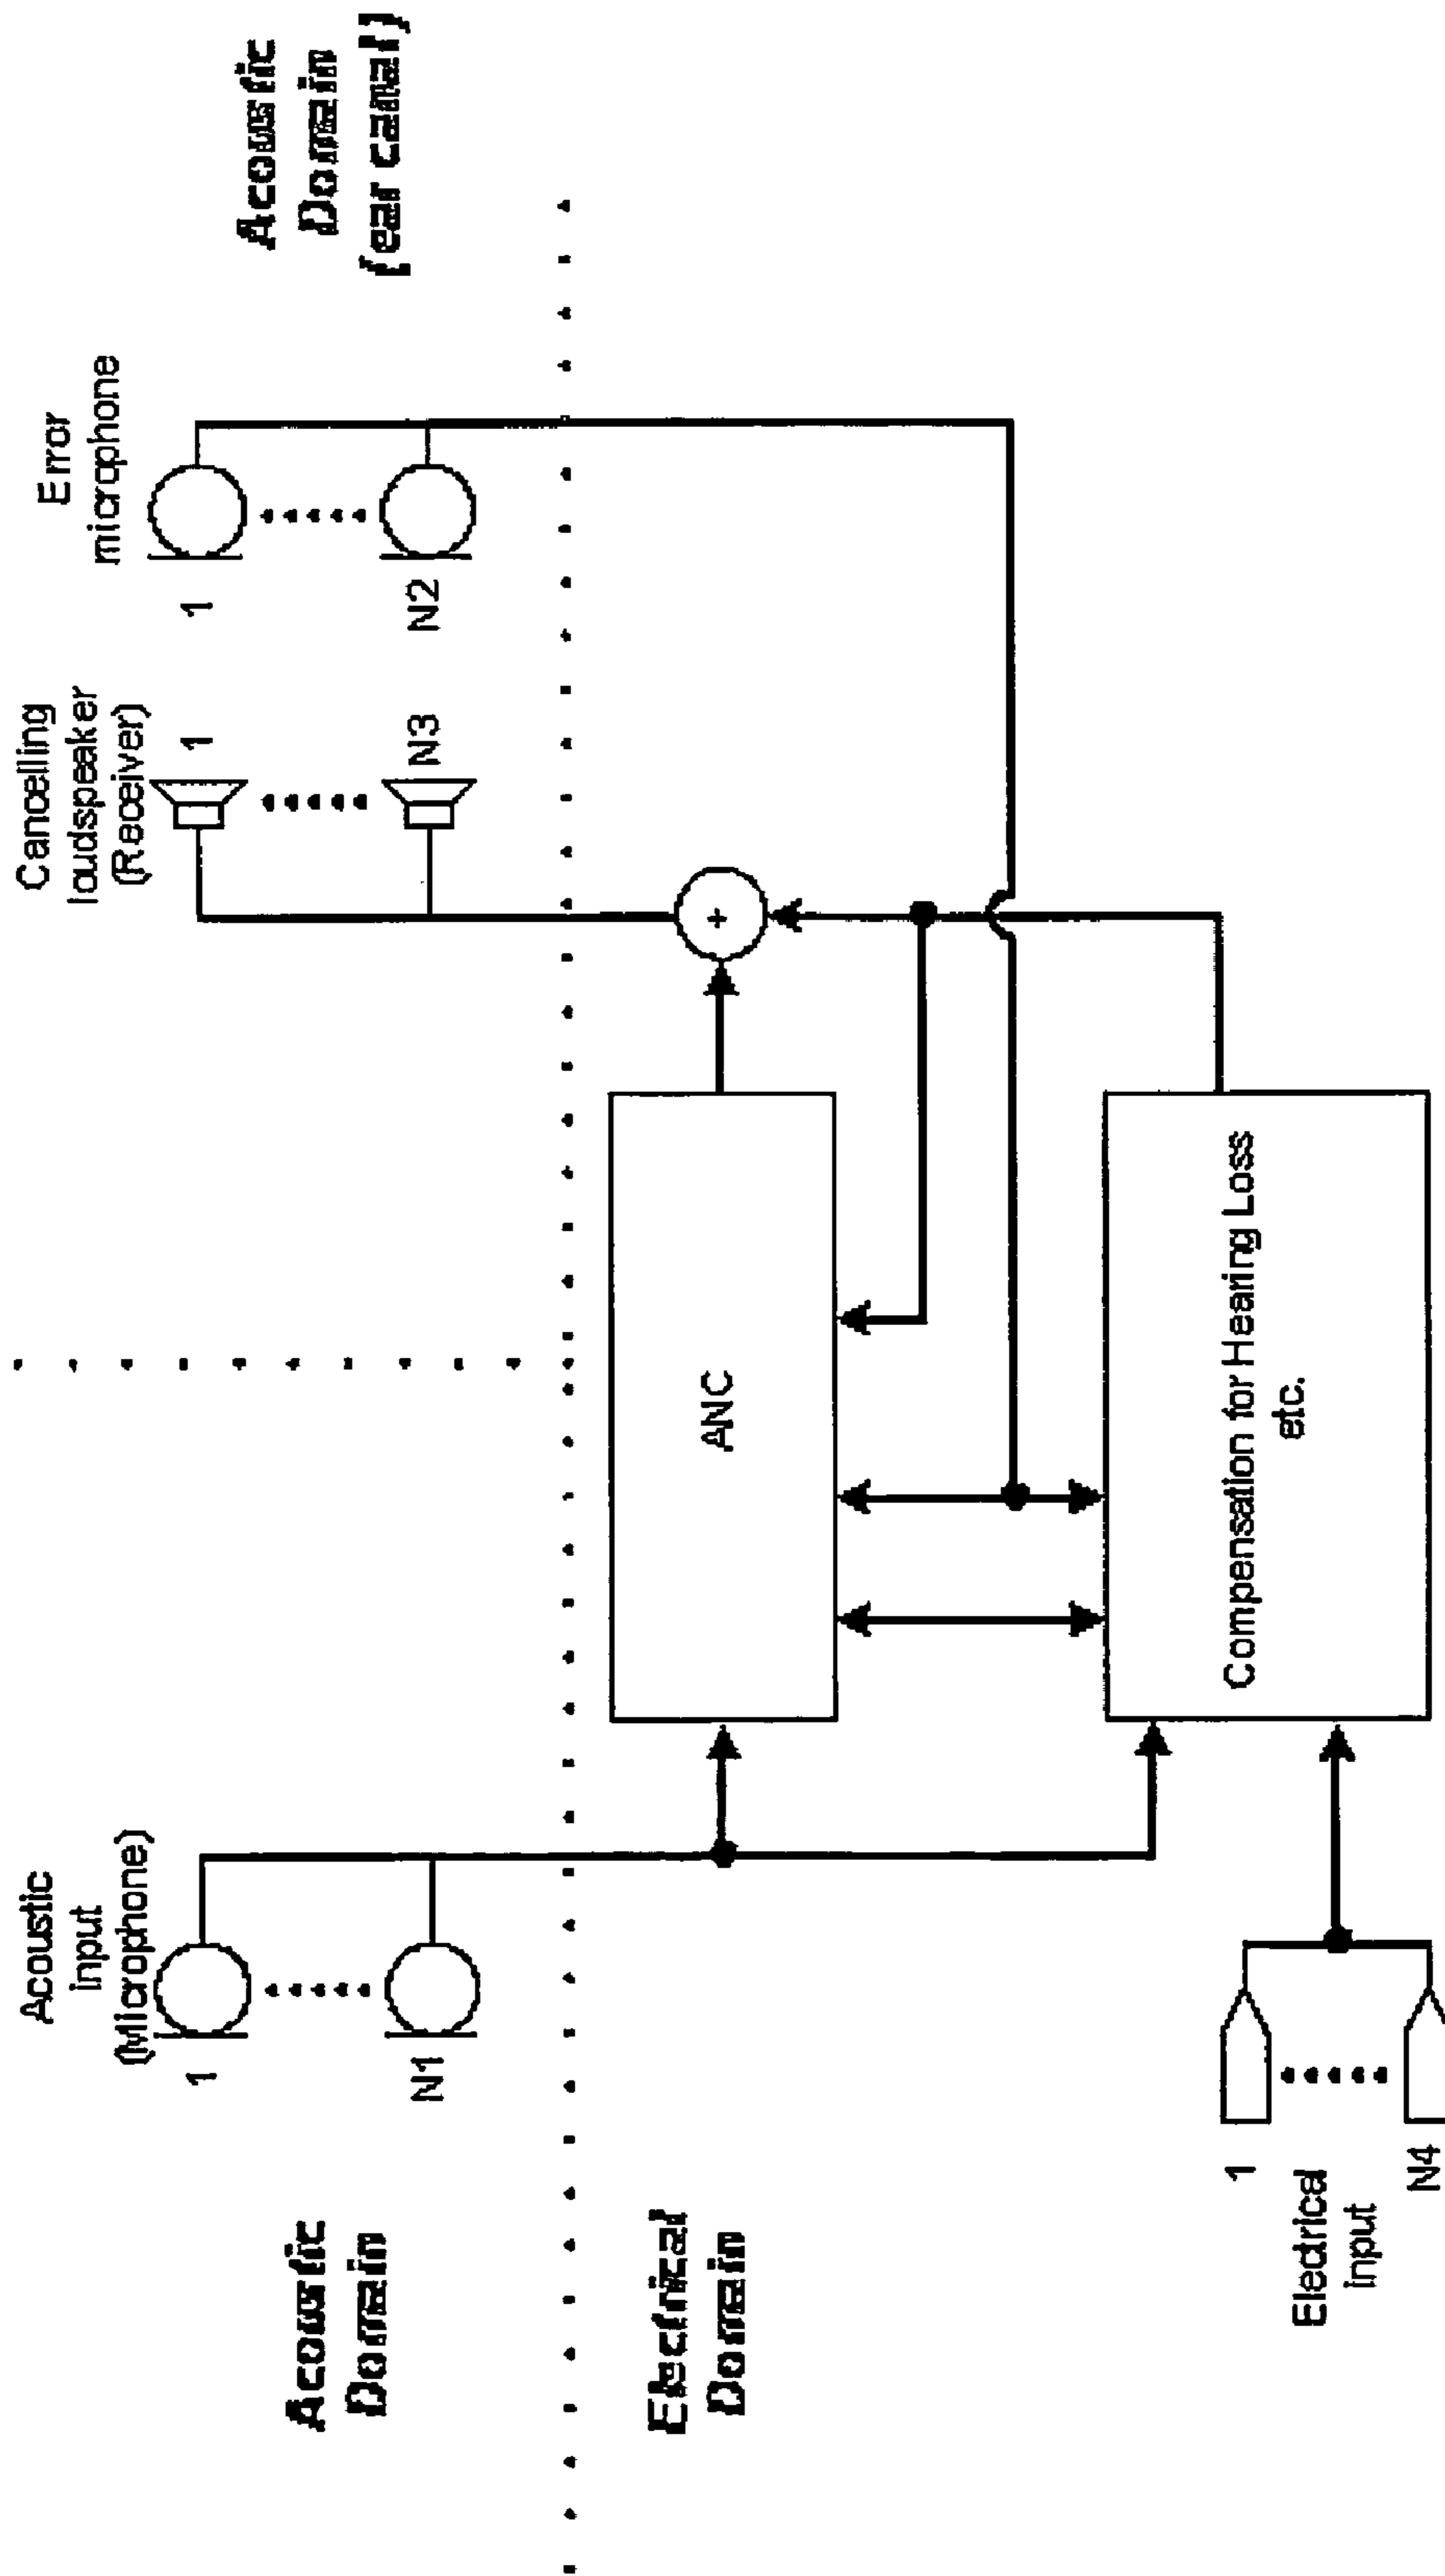 Acoustic
input
(Microphone)
1
N1
Cancelling
loudspeaker
(Receiver)
1
N3
Error
microphone
1
N2
Acoustic
Domain
Acoustic
Domain
(ear canal)
Electrical
Domain
ANC
+
Compensation for Hearing Loss
etc.
1
Electrical
input
N4